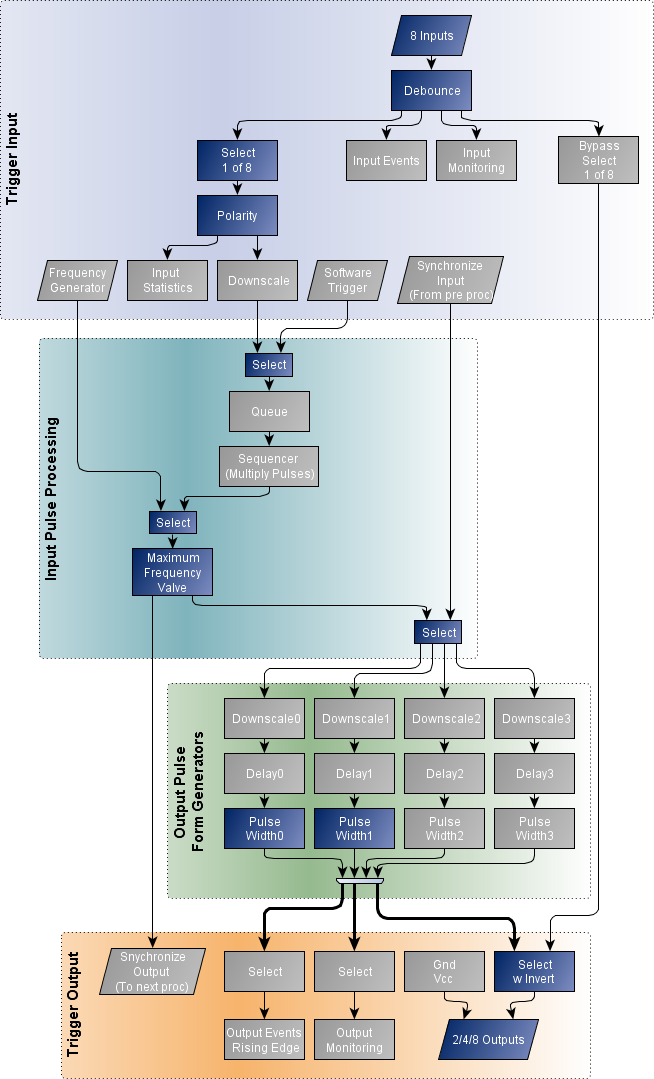 8 Inputs
Debounce
Trigger Input
Select
1 of 8
Input Events
Input
Monitoring
Bypass
Select
1 of 8
Polarity
Frequency
Generator
Input
Statistics
Downscale
Software
Trigger
Synchronize
Input
(From pre proc)
Input Pulse Processing
Select
Queue
Sequencer
(Multiply Pulses)
Select
Maximum
Frequency
Valve
Select
Output Pulse
Form Generators
Downscale0
Downscale1
Downscale2
Downscale3
Delay0
Delay1
Delay2
Delay3
Pulse
Width0
Pulse
Width1
Pulse
Width2
Pulse
Width3
Trigger Output
Snychronize
Output
(To next proc)
Select
Select
Gnd
Vcc
Select
w Invert
Output Events
Rising Edge
Output
Monitoring
2/4/8 Outputs